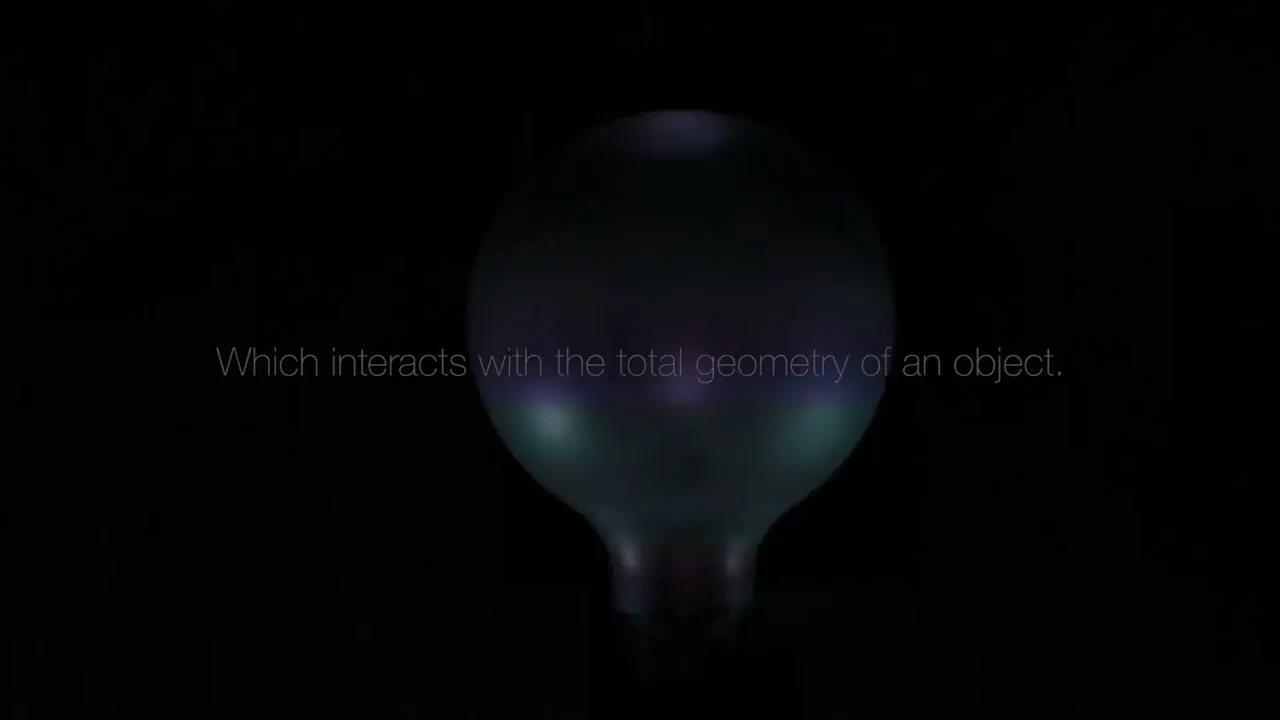 Which interacts with the total geometry of an object.